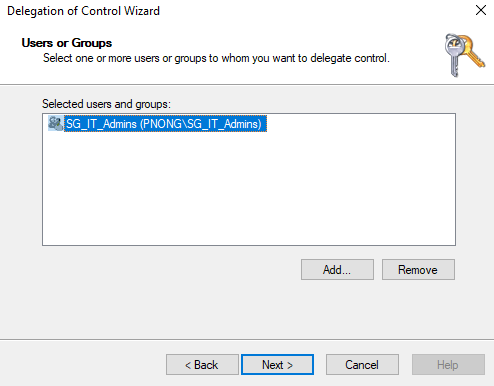 Delegation of Control Wizard
Users or Groups
Select one or more users or groups to whom you want to delegate control.
Selected users and groups:
SG_IT_Admins (PNONG\SG_IT_Admins)
Add...
Remove
< Back
Next >
Cancel
Help